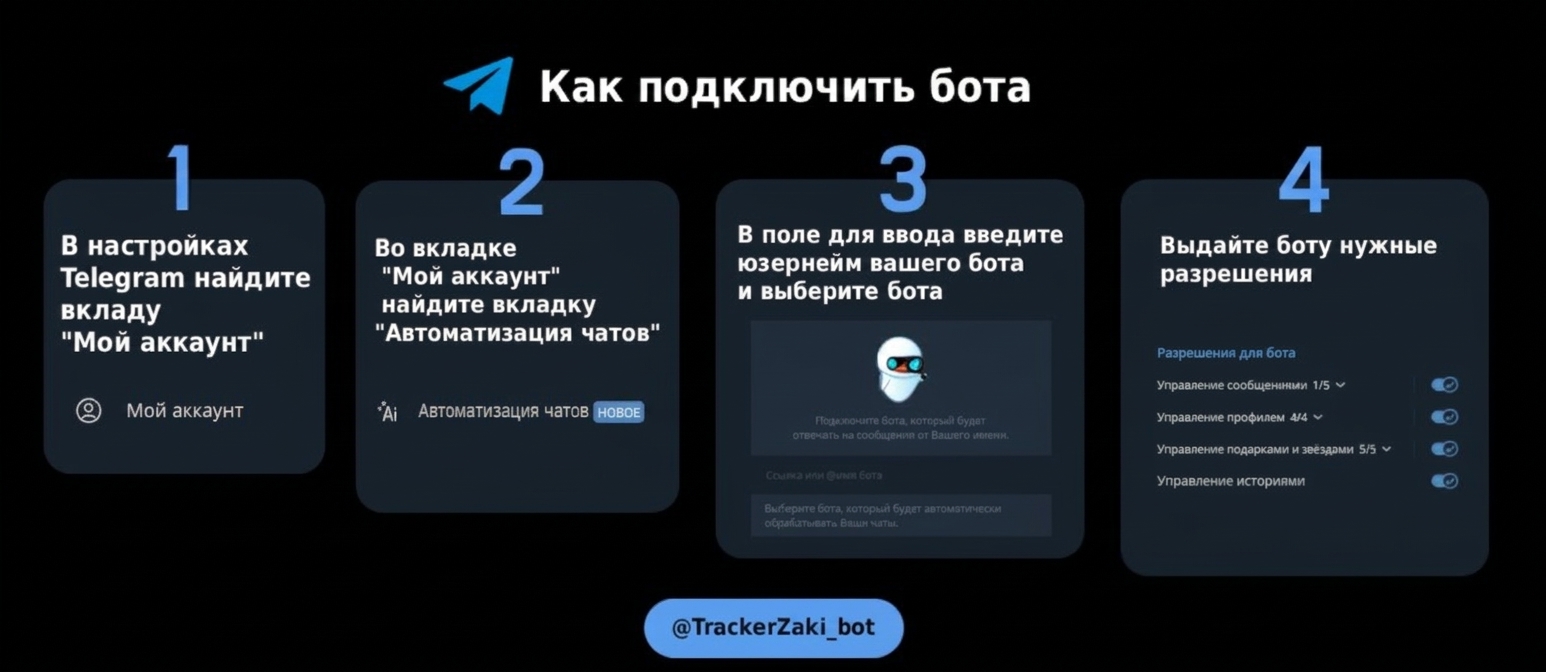 Как подключить бота
1
В настройках
Telegram найдите
вкладу
"Мой аккаунт"
Мой аккаунт
2
Во вкладке
"Мой аккаунт"
найдите вкладку
"Автоматизация чатов"
Автоматизация чатов НОВОЕ
3
В поле для ввода введите
юзернейм вашего бота
и выберите бота
Подключите бота, который будет
отвечать на сообщения от Вашего имени.
Ссылка или @имя бота
Выберите бота, который будет автоматически
обрабатывать Ваши чаты.
4
Выдайте боту нужные
разрешения
Разрешения для бота
Управление сообщениями 1/5
Управление профилем 4/4
Управление подарками и звёздами 5/5
Управление историями
@TrackerZaki_bot